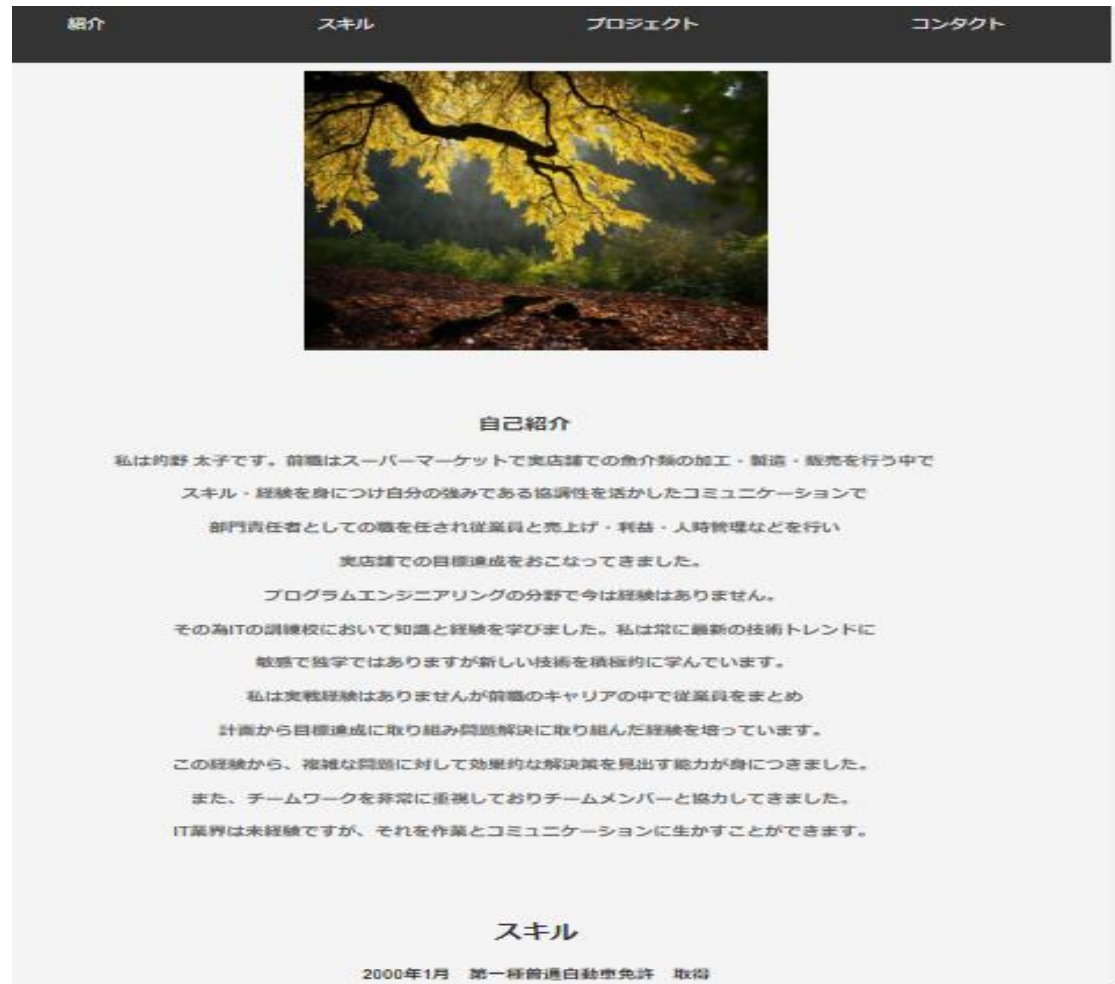 紹介 スキル プロジェクト コンタクト
自己紹介
私は的野 太子です。前職はスーパーマーケットで実店舗での魚介類の加工・製造・販売を行う中で
スキル・経験を身につけ自分の強みである協調性を活かしたコミュニケーションで
部門責任者としての職を任され従業員と売上げ・利益・人時管理などを行い
実店舗での目標達成をおこなってきました。
プログラムエンジニアリングの分野で今は経験はありません。
その為ITの訓練校において知識と経験を学びました。私は常に最新の技術トレンドに
敏感で独学ではありますが新しい技術を積極的に学んでいます。
私は実戦経験はありませんが前職のキャリアの中で従業員をまとめ
計画から目標達成に取り組み問題解決に取り組んだ経験を培っています。
この経験から、複雑な問題に対して効果的な解決策を見出す能力が身につきました。
また、チームワークを非常に重視しておりチームメンバーと協力してきました。
IT業界は未経験ですが、それを作業とコミュニケーションに生かすことができます。
スキル
2000年1月 第一種普通自動車免許 取得